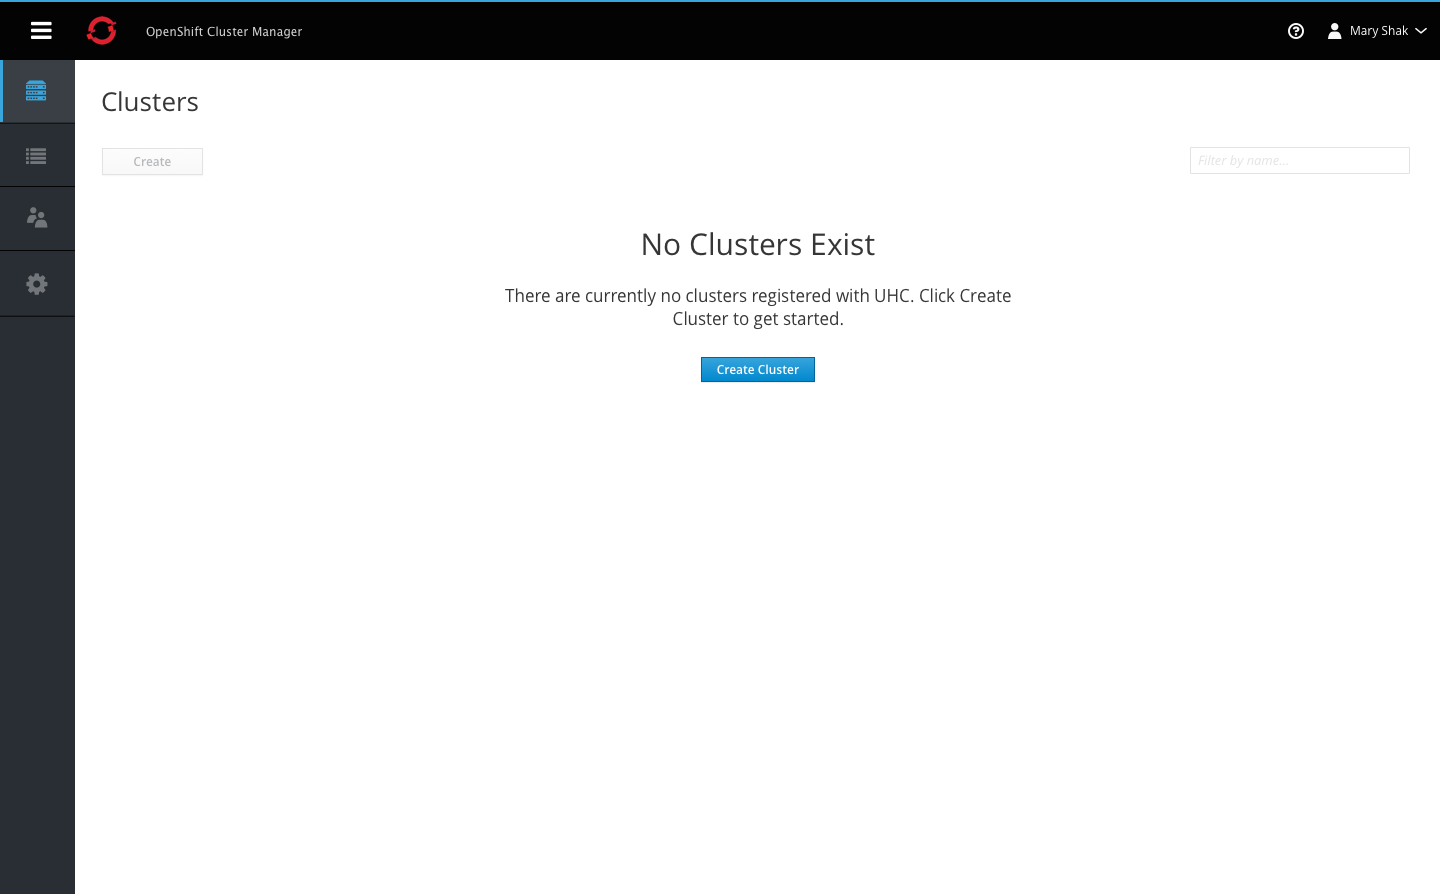 OpenShift Cluster Manager
Mary Shak
Clusters
Create
Filter by name...
No Clusters Exist
There are currently no clusters registered with UHC. Click Create
Cluster to get started.
Create Cluster